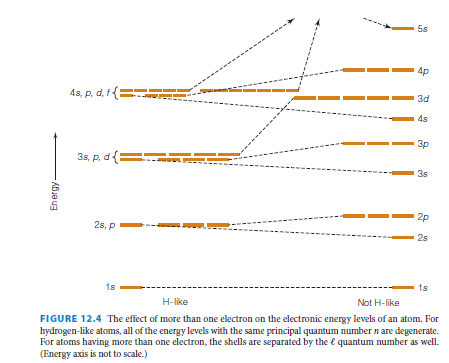 5s
4p
4s, p, d, f {
3d
4s
3p
3s, p, d {
3s
Energy
2p
2s, p
2s
1s
1s
H-like
Not H-like
FIGURE 12.4 The effect of more than one electron on the electronic energy levels of an atom. For
hydrogen-like atoms, all of the energy levels with the same principal quantum number n are degenerate.
For atoms having more than one electron, the shells are separated by the ℓ quantum number as well.
(Energy axis is not to scale.)